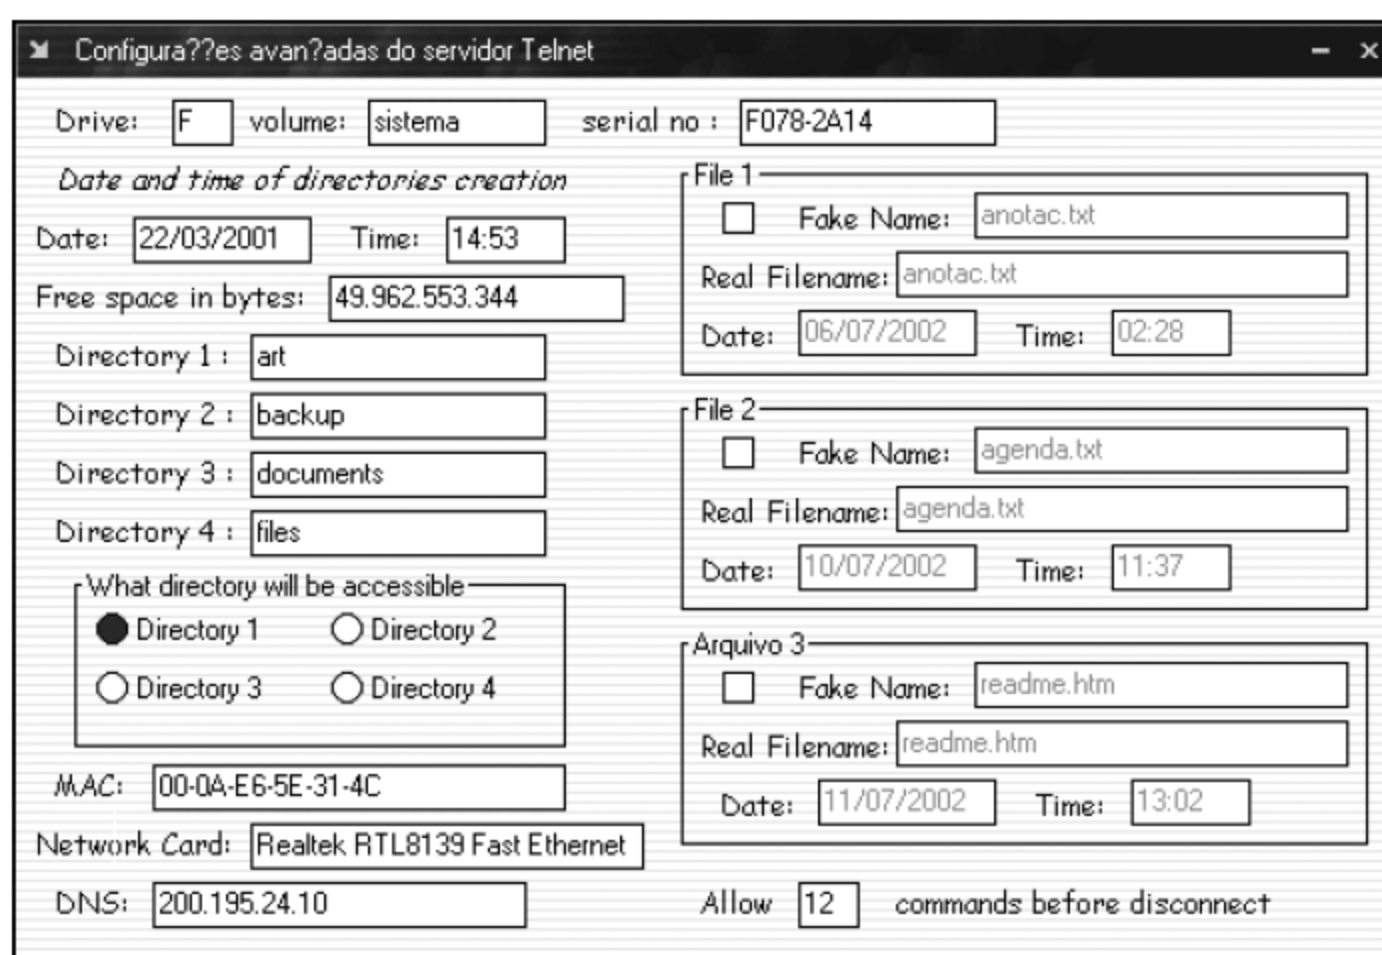 Configura??es avan?adas do servidor Telnet
Drive: F volume: sistema serial no : F078-2A14
Date and time of directories creation
Date: 22/03/2001 Time: 14:53
Free space in bytes: 49.962.553.344
Directory 1 : art
Directory 2 : backup
Directory 3 : documents
Directory 4 : files
What directory will be accessible
Directory 1 Directory 2
Directory 3 Directory 4
MAC: 00-0A-E6-5E-31-4C
Network Card: Realtek RTL8139 Fast Ethernet
DNS: 200.195.24.10
File 1
Fake Name: anotac.txt
Real Filename: anotac.txt
Date: 06/07/2002 Time: 02:28
File 2
Fake Name: agenda.txt
Real Filename: agenda.txt
Date: 10/07/2002 Time: 11:37
Arquivo 3
Fake Name: readme.htm
Real Filename: readme.htm
Date: 11/07/2002 Time: 13:02
Allow 12 commands before disconnect